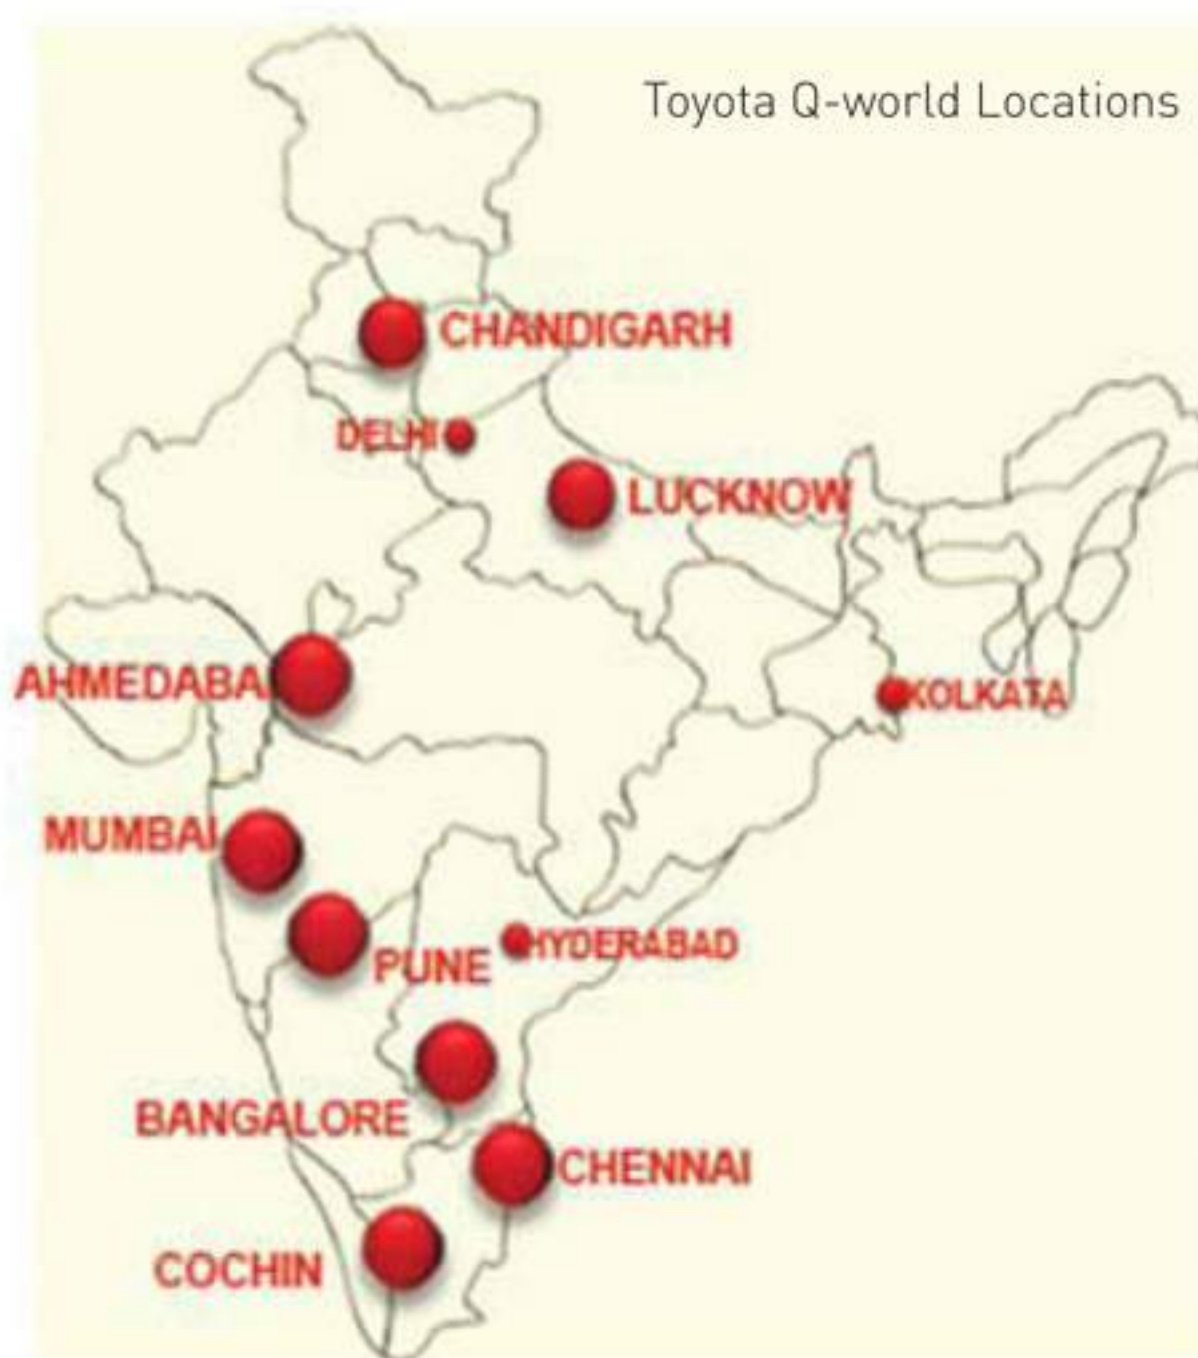 Toyota Q-world Locations
CHANDIGARH
DELHI
LUCKNOW
AHMEDABA
KOLKATA
MUMBAI
HYDERABAD
PUNE
BANGALORE
CHENNAI
COCHIN